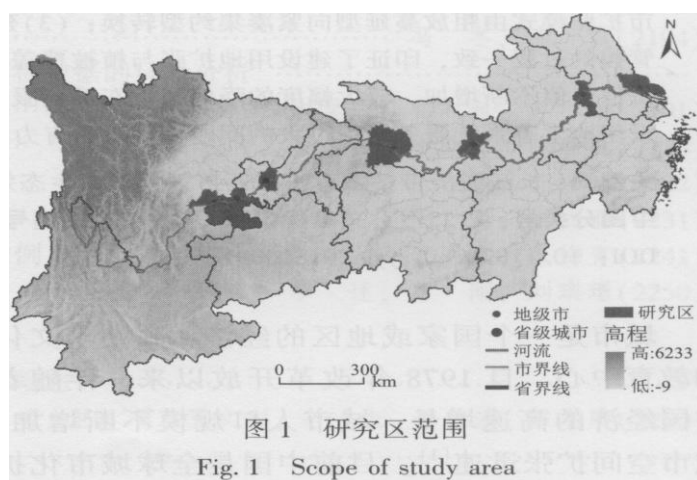 N
地级市
研究区
省级城市
高程
河流
高:6233
市界线
省界线
低:-9
300
km
图 1 研究区范围
Fig. 1 Scope of study area